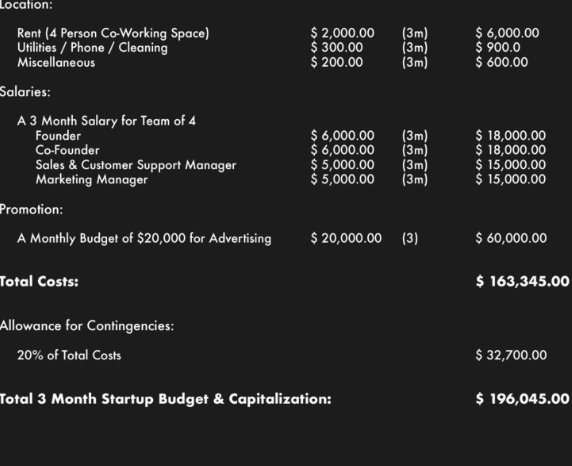 Location:
Rent (4 Person Co-Working Space) $ 2,000.00 (3m) $ 6,000.00
Utilities / Phone / Cleaning $ 300.00 (3m) $ 900.0
Miscellaneous $ 200.00 (3m) $ 600.00
Salaries:
A 3 Month Salary for Team of 4
Founder $ 6,000.00 (3m) $ 18,000.00
Co-Founder $ 6,000.00 (3m) $ 18,000.00
Sales & Customer Support Manager $ 5,000.00 (3m) $ 15,000.00
Marketing Manager $ 5,000.00 (3m) $ 15,000.00
Promotion:
A Monthly Budget of $20,000 for Advertising $ 20,000.00 (3) $ 60,000.00
Total Costs: $ 163,345.00
Allowance for Contingencies:
20% of Total Costs $ 32,700.00
Total 3 Month Startup Budget & Capitalization: $ 196,045.00